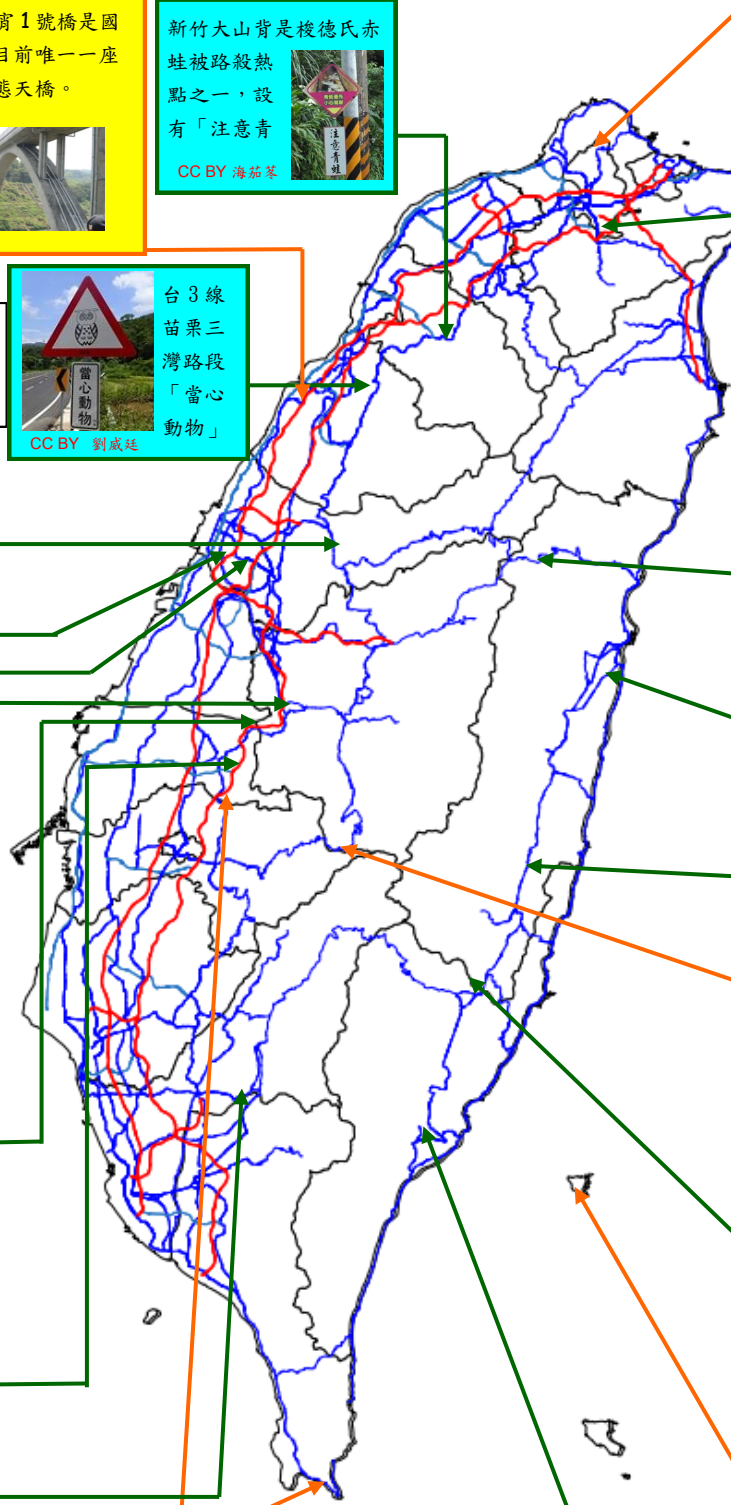 宵1號橋是國
目前唯一一座
態天橋。
新竹大山背是梭德氏赤
蛙被路殺熱
點之一，設
有「注意青
注意青蛙
CC BY 海茄苳
台3線
苗栗三
灣路段
「當心
動物」
當心動物
CC BY 劉威廷